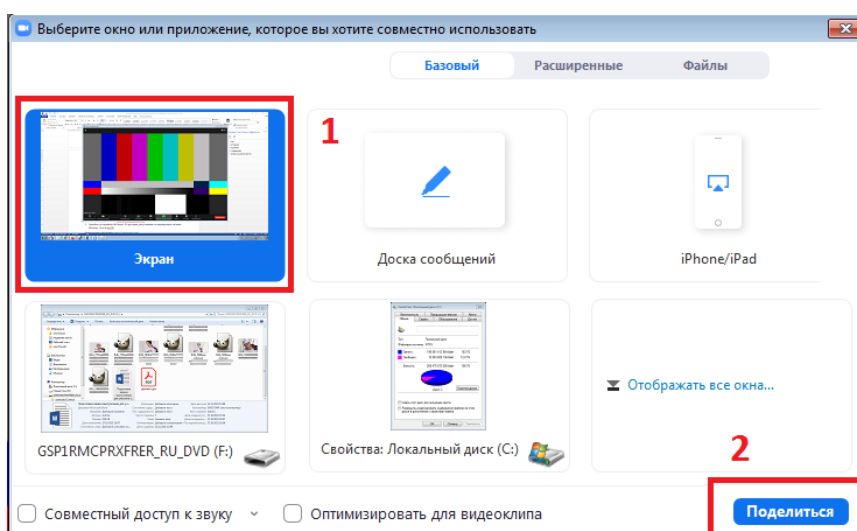 Выберите окно или приложение, которое вы хотите совместно использовать
Базовый Расширенные Файлы
1
Экран
Доска сообщений
iPhone/iPad
Отображать все окна...
GSP1RMCPRXFRER_RU_DVD (F:)
Свойства: Локальный диск (C:)
2
Совместный доступ к звуку
Оптимизировать для видеоклипа
Поделиться